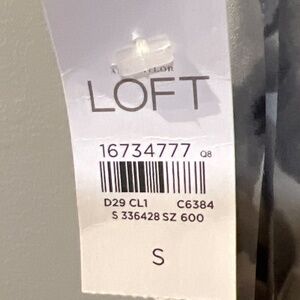 LOFT
16734777 Q8
D29 CL1 C6384
S 336428 SZ 600
S